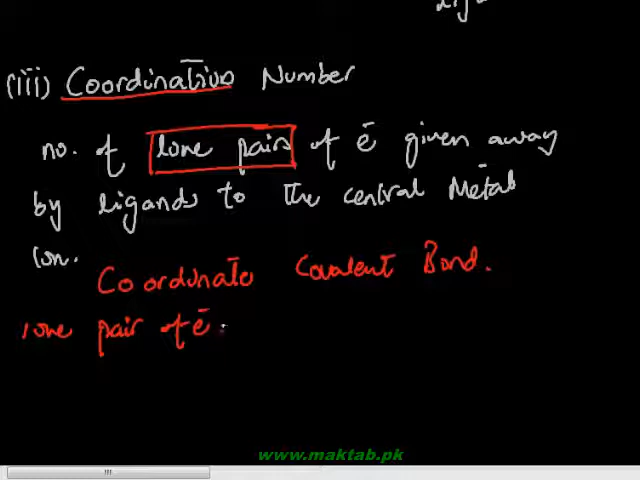 (iii) Coordination Number
no. of lone pairs of ē given away
by ligands to the central Metal
ion.
Coordinate Covalent Bond.
lone pair of ē
www.maktab.pk